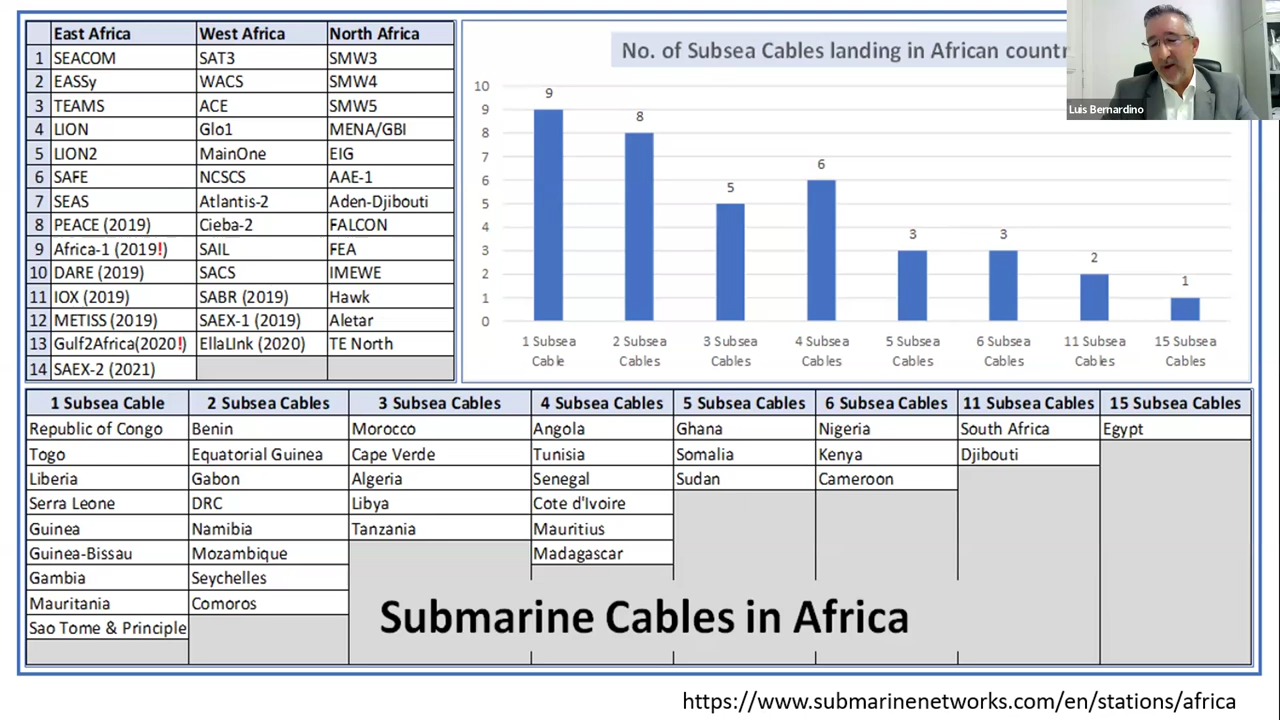 East Africa West Africa North Africa
1 SEACOM SAT3 SMW3
2 EASSy WACS SMW4
3 TEAMS ACE SMW5
4 LION Glo1 MENA/GBI
5 LION2 MainOne EIG
6 SAFE NCSCS AAE-1
7 SEAS Atlantis-2 Aden-Djibouti
8 PEACE (2019) Cieba-2 FALCON
9 Africa-1 (2019!) SAIL FEA
10 DARE (2019) SACS IMEWE
11 IOX (2019) SABR (2019) Hawk
12 METISS (2019) SAEX-1 (2019) Aletar
13 Gulf2Africa(2020!) EllaLInk (2020) TE North
14 SAEX-2 (2021)
No. of Subsea Cables landing in African countr
Luis Bernardino
10
9
8
7
6
5
4
3
2
1
0
9 8 5 6 3 3 2 1
1 Subsea Cable
2 Subsea Cables
3 Subsea Cables
4 Subsea Cables
5 Subsea Cables
6 Subsea Cables
11 Subsea Cables
15 Subsea Cables
1 Subsea Cable 2 Subsea Cables 3 Subsea Cables 4 Subsea Cables 5 Subsea Cables 6 Subsea Cables 11 Subsea Cables 15 Subsea Cables
Republic of Congo Benin Morocco Angola Ghana Nigeria South Africa Egypt
Togo Equatorial Guinea Cape Verde Tunisia Somalia Kenya Djibouti
Liberia Gabon Algeria Senegal Sudan Cameroon
Serra Leone DRC Libya Cote d'Ivoire
Guinea Namibia Tanzania Mauritius
Guinea-Bissau Mozambique Madagascar
Gambia Seychelles
Mauritania Comoros
Sao Tome & Principle
Submarine Cables in Africa
https://www.submarinenetworks.com/en/stations/africa